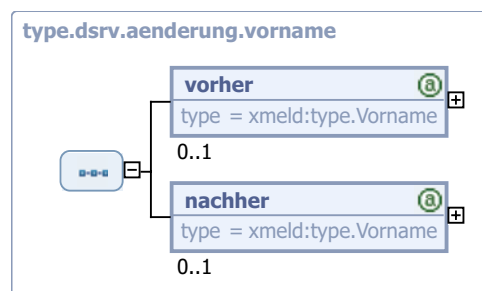 type.dsrv.aenderung.vorname
vorher
type = xmeld:type.Vorname
0..1
nachher
type = xmeld:type.Vorname
0..1